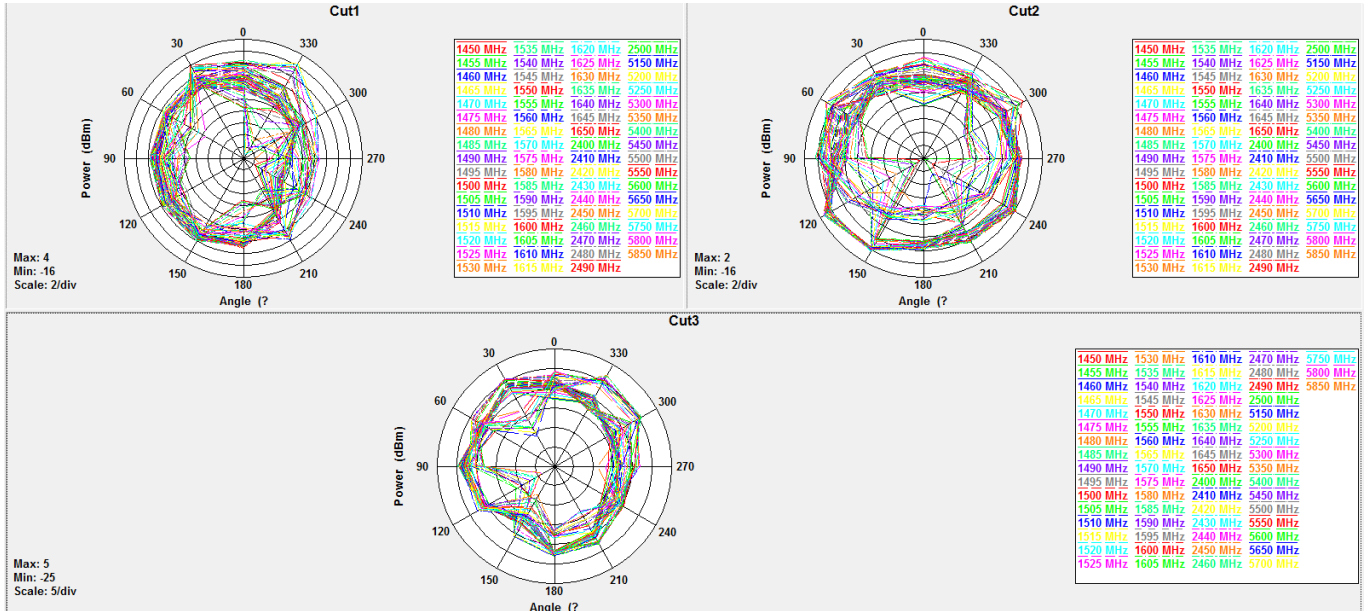 Cut1
0
30
330
60
300
90
270
120
240
150
210
180
Power (dBm)
Angle (?
Max: 4
Min: -16
Scale: 2/div
1450 MHz 1535 MHz 1620 MHz 2500 MHz
1455 MHz 1540 MHz 1625 MHz 5150 MHz
1460 MHz 1545 MHz 1630 MHz 5200 MHz
1465 MHz 1550 MHz 1635 MHz 5250 MHz
1470 MHz 1555 MHz 1640 MHz 5300 MHz
1475 MHz 1560 MHz 1645 MHz 5350 MHz
1480 MHz 1565 MHz 1650 MHz 5400 MHz
1485 MHz 1570 MHz 2400 MHz 5450 MHz
1490 MHz 1575 MHz 2410 MHz 5500 MHz
1495 MHz 1580 MHz 2420 MHz 5550 MHz
1500 MHz 1585 MHz 2430 MHz 5600 MHz
1505 MHz 1590 MHz 2440 MHz 5650 MHz
1510 MHz 1595 MHz 2450 MHz 5700 MHz
1515 MHz 1600 MHz 2460 MHz 5750 MHz
1520 MHz 1605 MHz 2470 MHz 5800 MHz
1525 MHz 1610 MHz 2480 MHz 5850 MHz
1530 MHz 1615 MHz 2490 MHz
Cut2
0
30
330
60
300
90
270
120
240
150
210
180
Power (dBm)
Angle (?
Max: 2
Min: -16
Scale: 2/div
1450 MHz 1535 MHz 1620 MHz 2500 MHz
1455 MHz 1540 MHz 1625 MHz 5150 MHz
1460 MHz 1545 MHz 1630 MHz 5200 MHz
1465 MHz 1550 MHz 1635 MHz 5250 MHz
1470 MHz 1555 MHz 1640 MHz 5300 MHz
1475 MHz 1560 MHz 1645 MHz 5350 MHz
1480 MHz 1565 MHz 1650 MHz 5400 MHz
1485 MHz 1570 MHz 2400 MHz 5450 MHz
1490 MHz 1575 MHz 2410 MHz 5500 MHz
1495 MHz 1580 MHz 2420 MHz 5550 MHz
1500 MHz 1585 MHz 2430 MHz 5600 MHz
1505 MHz 1590 MHz 2440 MHz 5650 MHz
1510 MHz 1595 MHz 2450 MHz 5700 MHz
1515 MHz 1600 MHz 2460 MHz 5750 MHz
1520 MHz 1605 MHz 2470 MHz 5800 MHz
1525 MHz 1610 MHz 2480 MHz 5850 MHz
1530 MHz 1615 MHz 2490 MHz
Cut3
0
30
330
60
300
90
270
120
240
150
210
180
Power (dBm)
Angle (?
Max: 5
Min: -25
Scale: 5/div
1450 MHz 1530 MHz 1610 MHz 2470 MHz 5750 MHz
1455 MHz 1535 MHz 1615 MHz 2480 MHz 5800 MHz
1460 MHz 1540 MHz 1620 MHz 2490 MHz 5850 MHz
1465 MHz 1545 MHz 1625 MHz 2500 MHz
1470 MHz 1550 MHz 1630 MHz 5150 MHz
1475 MHz 1555 MHz 1635 MHz 5200 MHz
1480 MHz 1560 MHz 1640 MHz 5250 MHz
1485 MHz 1565 MHz 1645 MHz 5300 MHz
1490 MHz 1570 MHz 1650 MHz 5350 MHz
1495 MHz 1575 MHz 2400 MHz 5400 MHz
1500 MHz 1580 MHz 2410 MHz 5450 MHz
1505 MHz 1585 MHz 2420 MHz 5500 MHz
1510 MHz 1590 MHz 2430 MHz 5550 MHz
1515 MHz 1595 MHz 2440 MHz 5600 MHz
1520 MHz 1600 MHz 2450 MHz 5650 MHz
1525 MHz 1605 MHz 2460 MHz 5700 MHz